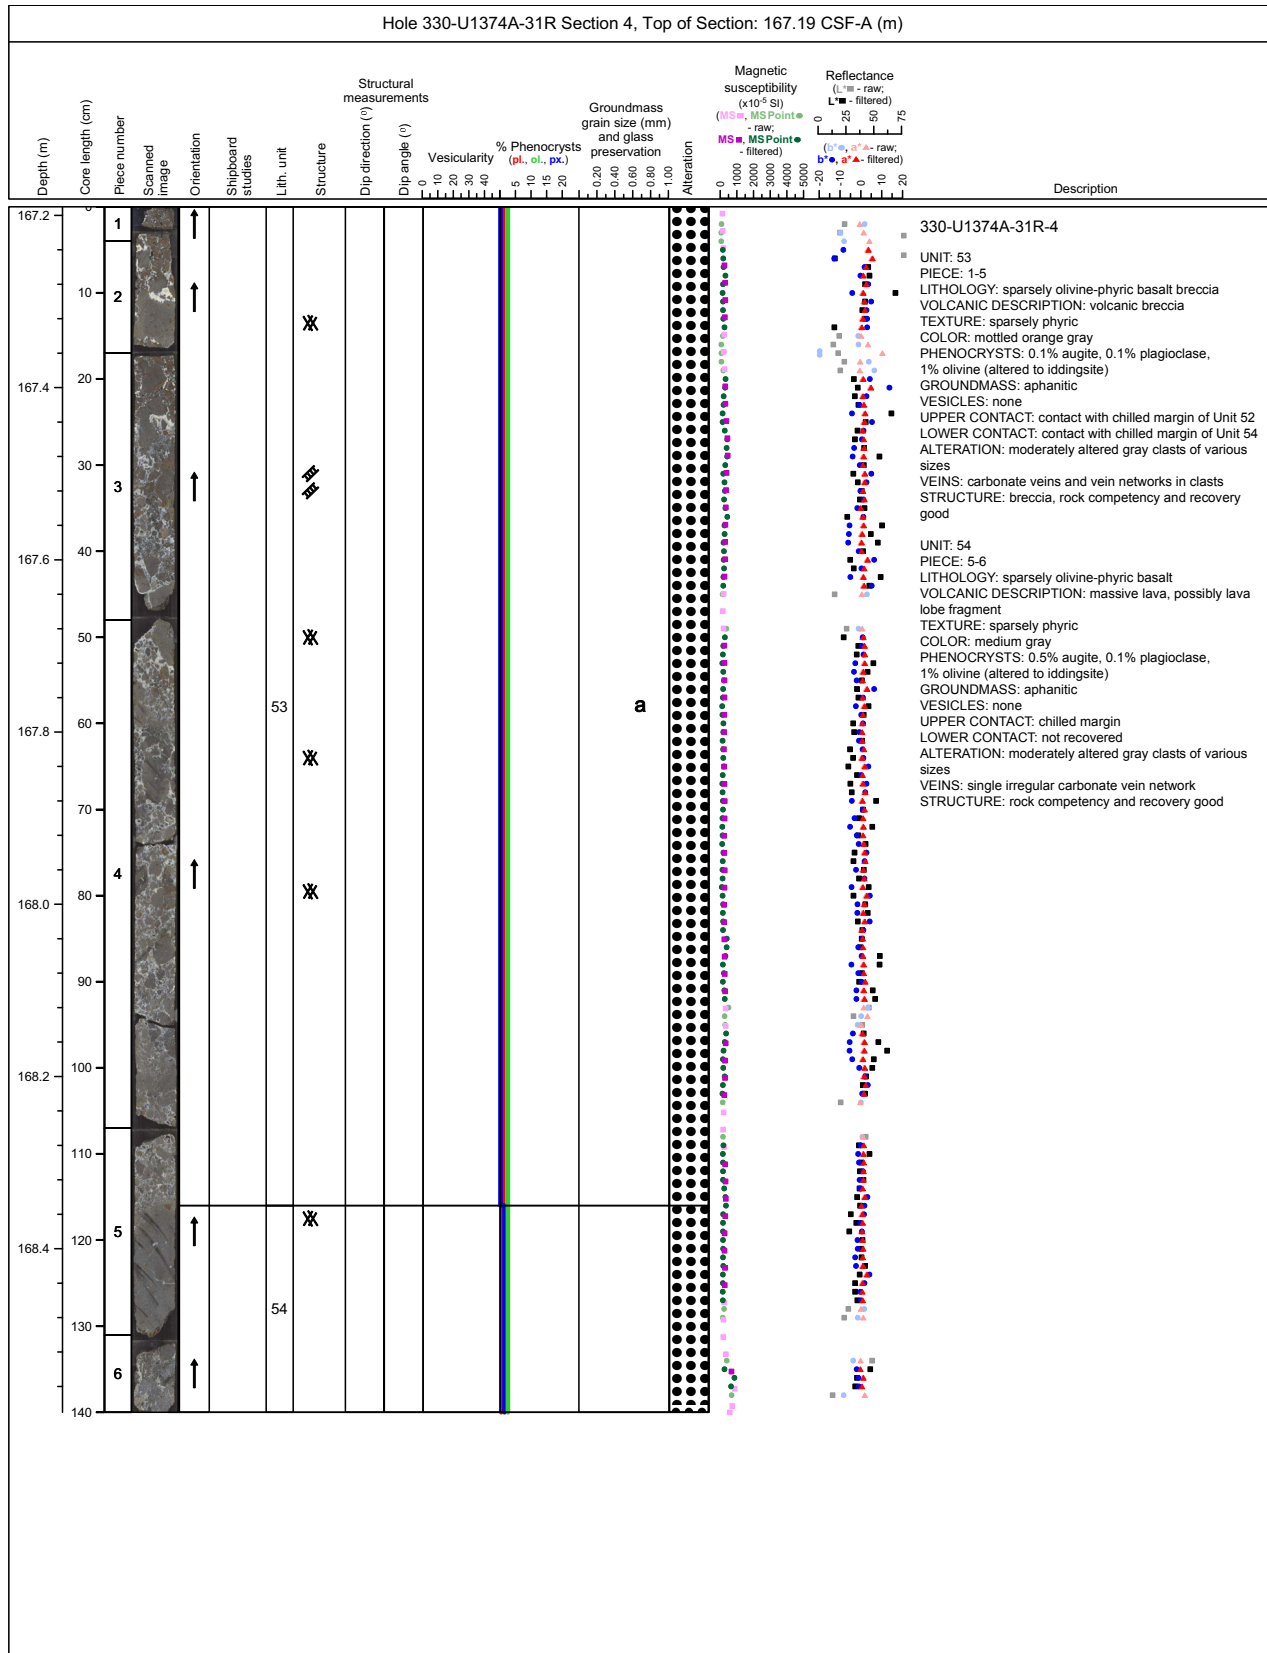 Hole 330-U1374A-31R Section 4, Top of Section: 167.19 CSF-A (m)
Depth (m)
Core length (cm)
Piece number
Scanned image
Orientation
Shipboard studies
Lith. unit
Structure
Structural measurements
Dip direction (⁰)
Dip angle (⁰)
Vesicularity
0 10 20 30 40
% Phenocrysts
(pl., ol., px.)
5 10 15 20
Groundmass
grain size (mm)
and glass
preservation
0.20 0.40 0.60 0.80 1.00
Alteration
Magnetic
susceptibility
(x10⁻⁵ SI)
(MS■, MSPoint●
- raw;
MS■, MSPoint●
- filtered)
0 1000 2000 3000 4000 5000
Reflectance
(L*■ - raw;
L*■ - filtered)
0 25 50 75
(b*●, a*▲- raw;
b*●, a*▲- filtered)
-20 -10 0 10 20
Description
167.2
167.4
167.6
167.8
168.0
168.2
168.4
0
10
20
30
40
50
60
70
80
90
100
110
120
130
140
1
2
3
4
5
6
53
54
a
330-U1374A-31R-4
UNIT: 53
PIECE: 1-5
LITHOLOGY: sparsely olivine-phyric basalt breccia
VOLCANIC DESCRIPTION: volcanic breccia
TEXTURE: sparsely phyric
COLOR: mottled orange gray
PHENOCRYSTS: 0.1% augite, 0.1% plagioclase,
1% olivine (altered to iddingsite)
GROUNDMASS: aphanitic
VESICLES: none
UPPER CONTACT: contact with chilled margin of Unit 52
LOWER CONTACT: contact with chilled margin of Unit 54
ALTERATION: moderately altered gray clasts of various
sizes
VEINS: carbonate veins and vein networks in clasts
STRUCTURE: breccia, rock competency and recovery
good
UNIT: 54
PIECE: 5-6
LITHOLOGY: sparsely olivine-phyric basalt
VOLCANIC DESCRIPTION: massive lava, possibly lava
lobe fragment
TEXTURE: sparsely phyric
COLOR: medium gray
PHENOCRYSTS: 0.5% augite, 0.1% plagioclase,
1% olivine (altered to iddingsite)
GROUNDMASS: aphanitic
VESICLES: none
UPPER CONTACT: chilled margin
LOWER CONTACT: not recovered
ALTERATION: moderately altered gray clasts of various
sizes
VEINS: single irregular carbonate vein network
STRUCTURE: rock competency and recovery good